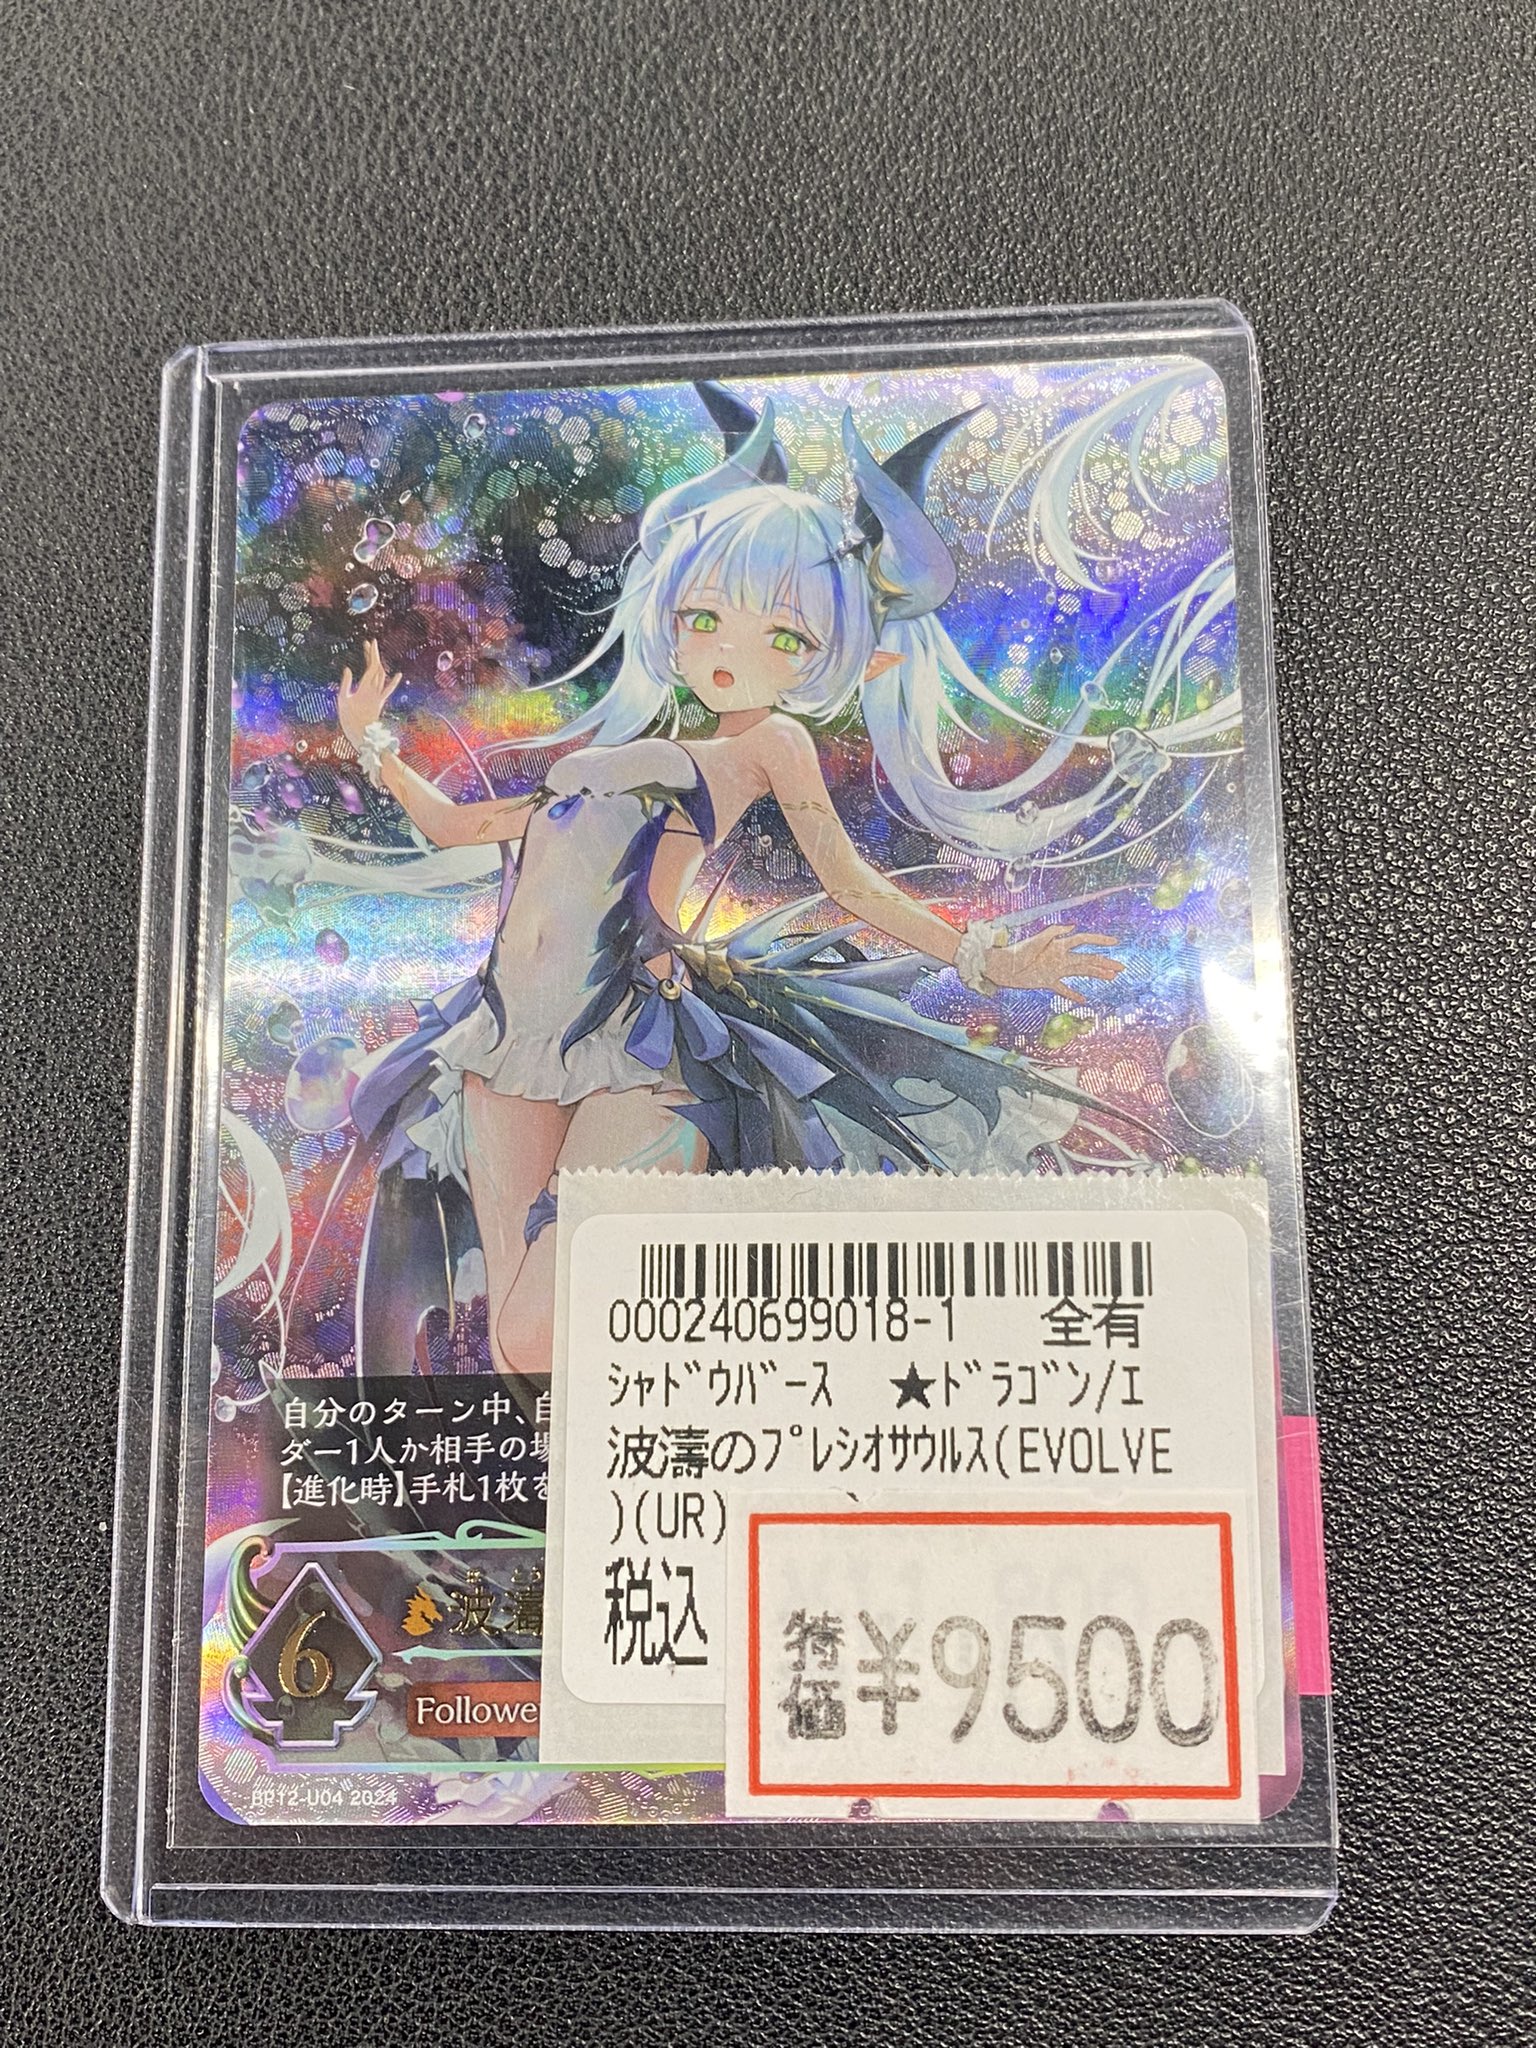 自分のターン中、自
ダー1人か相手の場
【進化時】手札1枚を
6
波濤
Followe
BP12-U04 2024
000240699018-1 全有
ｼｬﾄﾞｳﾊﾞｰｽ ★ﾄﾞﾗｺﾞﾝ/ｴ
波濤のﾌﾟﾚｼｵｻｳﾙｽ(EVOLVE
)(UR)
税込
特価 ¥9500